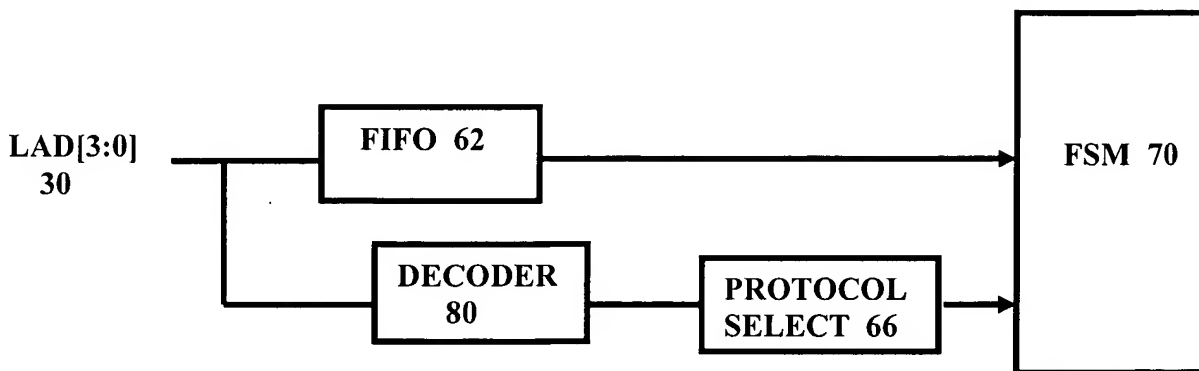 LAD[3:0]
30
FIFO 62
FSM 70
DECODER
80
PROTOCOL
SELECT 66